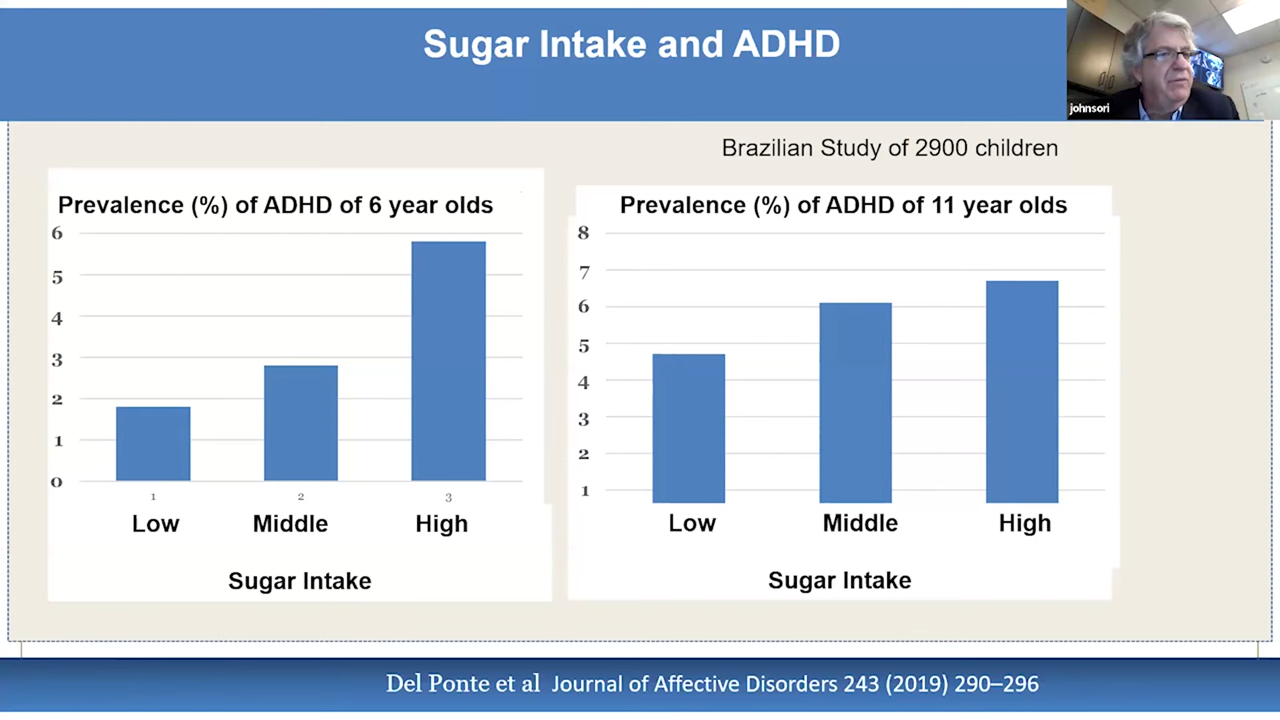 Sugar Intake and ADHD
johnsori
Brazilian Study of 2900 children
Prevalence (%) of ADHD of 6 year olds
6
5
4
3
2
1
0
1 2 3
Low Middle High
Sugar Intake
Prevalence (%) of ADHD of 11 year olds
8
7
6
5
4
3
2
1
Low Middle High
Sugar Intake
Del Ponte et al Journal of Affective Disorders 243 (2019) 290–296